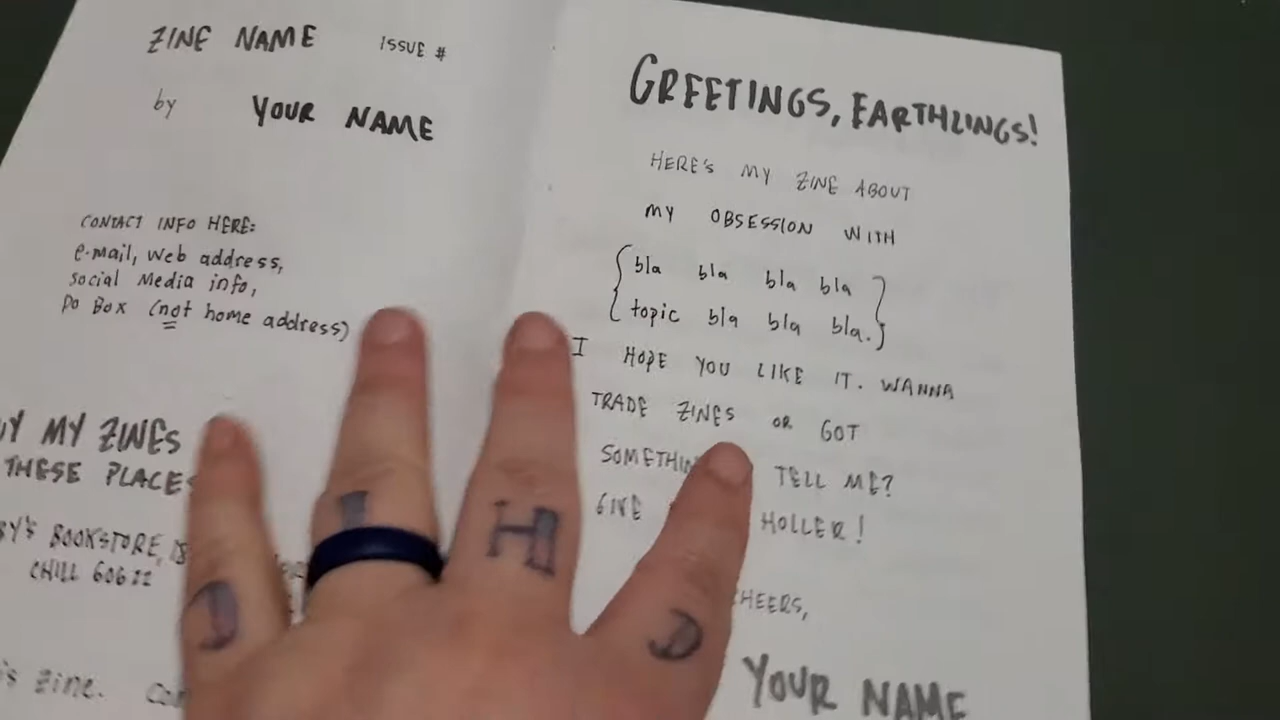 ZINE NAME ISSUE #
by YOUR NAME
CONTACT INFO HERE:
e-mail, web address,
social media info,
PO BOX (not home address)
MY ZINES
THESE
BOOKSTORE,
CHILL 60622
zine.
GREETINGS, EARTHLINGS!
HERE'S MY ZINE ABOUT
MY OBSESSION WITH
{bla bla bla bla}
{topic bla bla bla.}
I HOPE YOU LIKE IT. WANNA
TRADE ZINES OR GOT
TELL ME?
GIVE HOLLER!
YOUR NAME
I H D